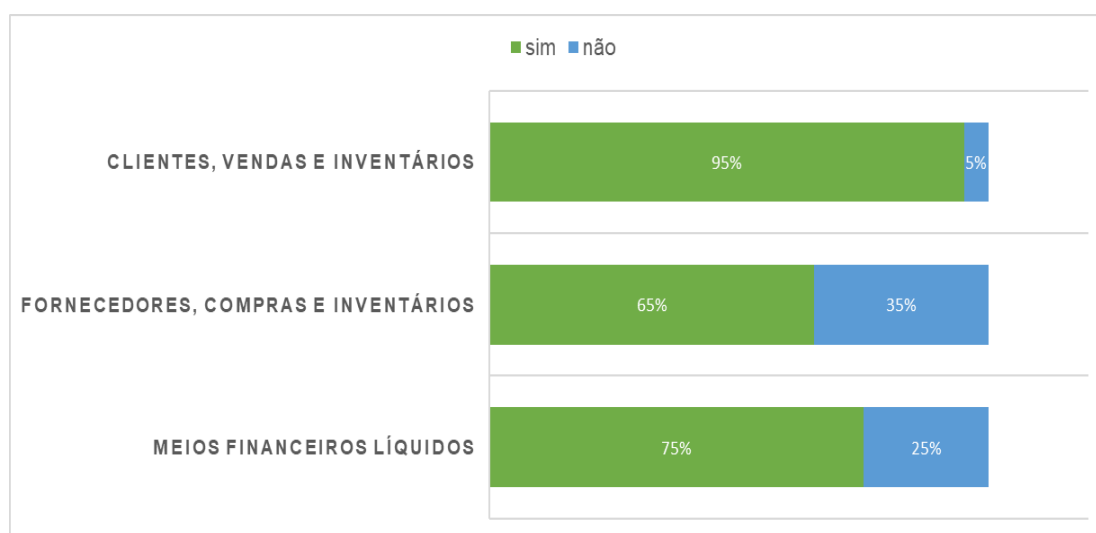 sim não
CLIENTES, VENDAS E INVENTÁRIOS
95% 5%
FORNECEDORES, COMPRAS E INVENTÁRIOS
65% 35%
MEIOS FINANCEIROS LÍQUIDOS
75% 25%